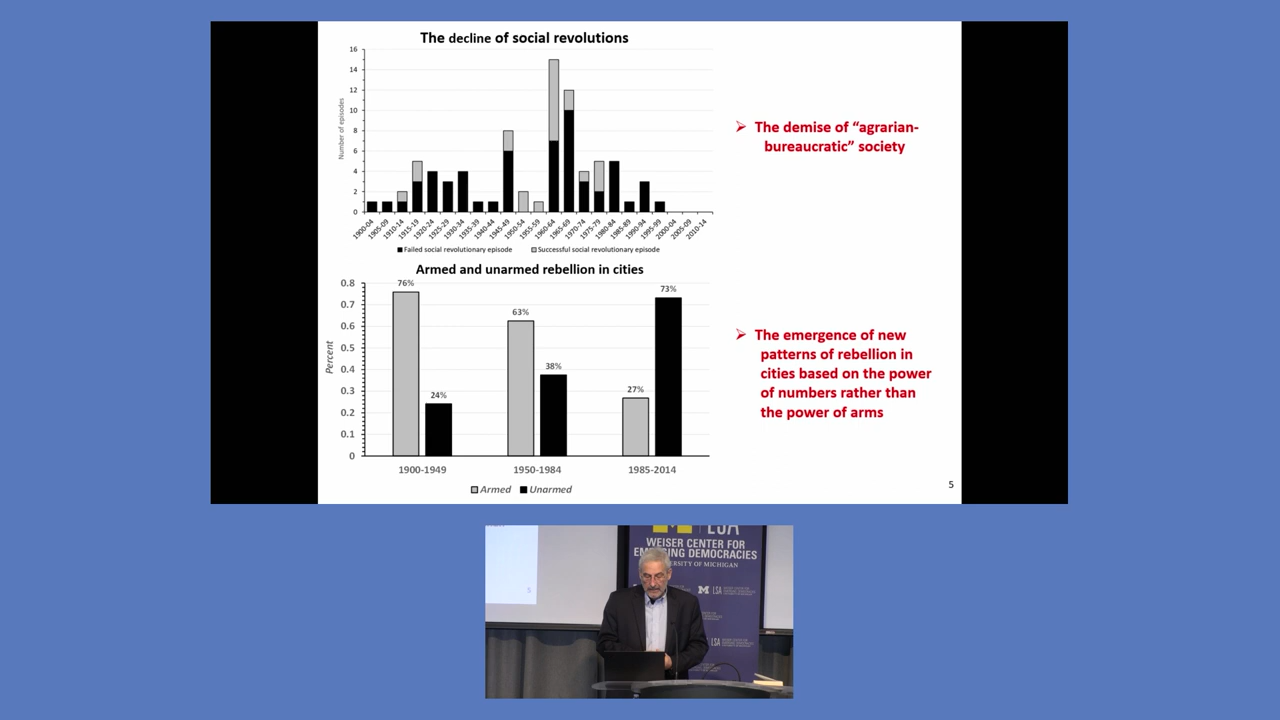 The decline of social revolutions
16
14
12
10
8
6
4
2
0
Number of episodes
1900-04
1905-09
1910-14
1915-19
1920-24
1925-29
1930-34
1935-39
1940-44
1945-49
1950-54
1955-59
1960-64
1965-69
1970-74
1975-79
1980-84
1985-89
1990-94
1995-99
2000-04
2005-09
2010-14
Failed social revolutionary episode
Successful social revolutionary episode
The demise of “agrarian-
bureaucratic” society
Armed and unarmed rebellion in cities
0.8
0.7
0.6
0.5
0.4
0.3
0.2
0.1
0
Percent
76%
24%
63%
38%
27%
73%
1900-1949
1950-1984
1985-2014
Armed
Unarmed
The emergence of new
patterns of rebellion in
cities based on the power
of numbers rather than
the power of arms
5
LSA
WEISER CENTER FOR
DEMOCRACIES
OF MICHIGAN
5
M LSA
LSA